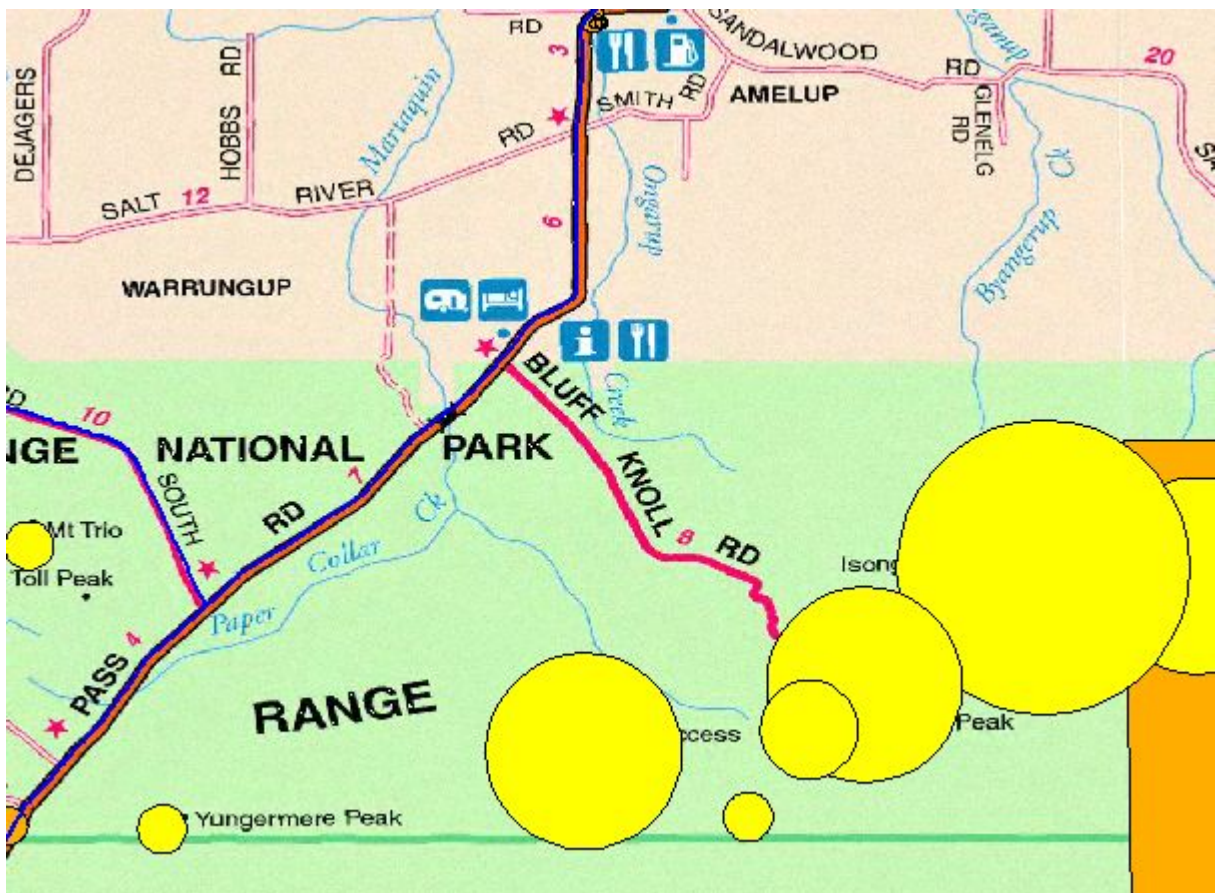 RD
3
SANDALWOOD
RD
20
DEJAGERS
HOBBS RD
Martaquin
RD
SMITH
RD
AMELUP
GLENELG
RD
Ck
SALT 12
RIVER
6
Ongarup
Byangerup
WARRUNGUP
i
BLUFF
Creek
10
NATIONAL
PARK
KNOLL
SOUTH
7
RD
Ck
8
RD
Mt Trio
Collar
Toll Peak
Paper
4
PASS
RANGE
Peak
Yungermere Peak